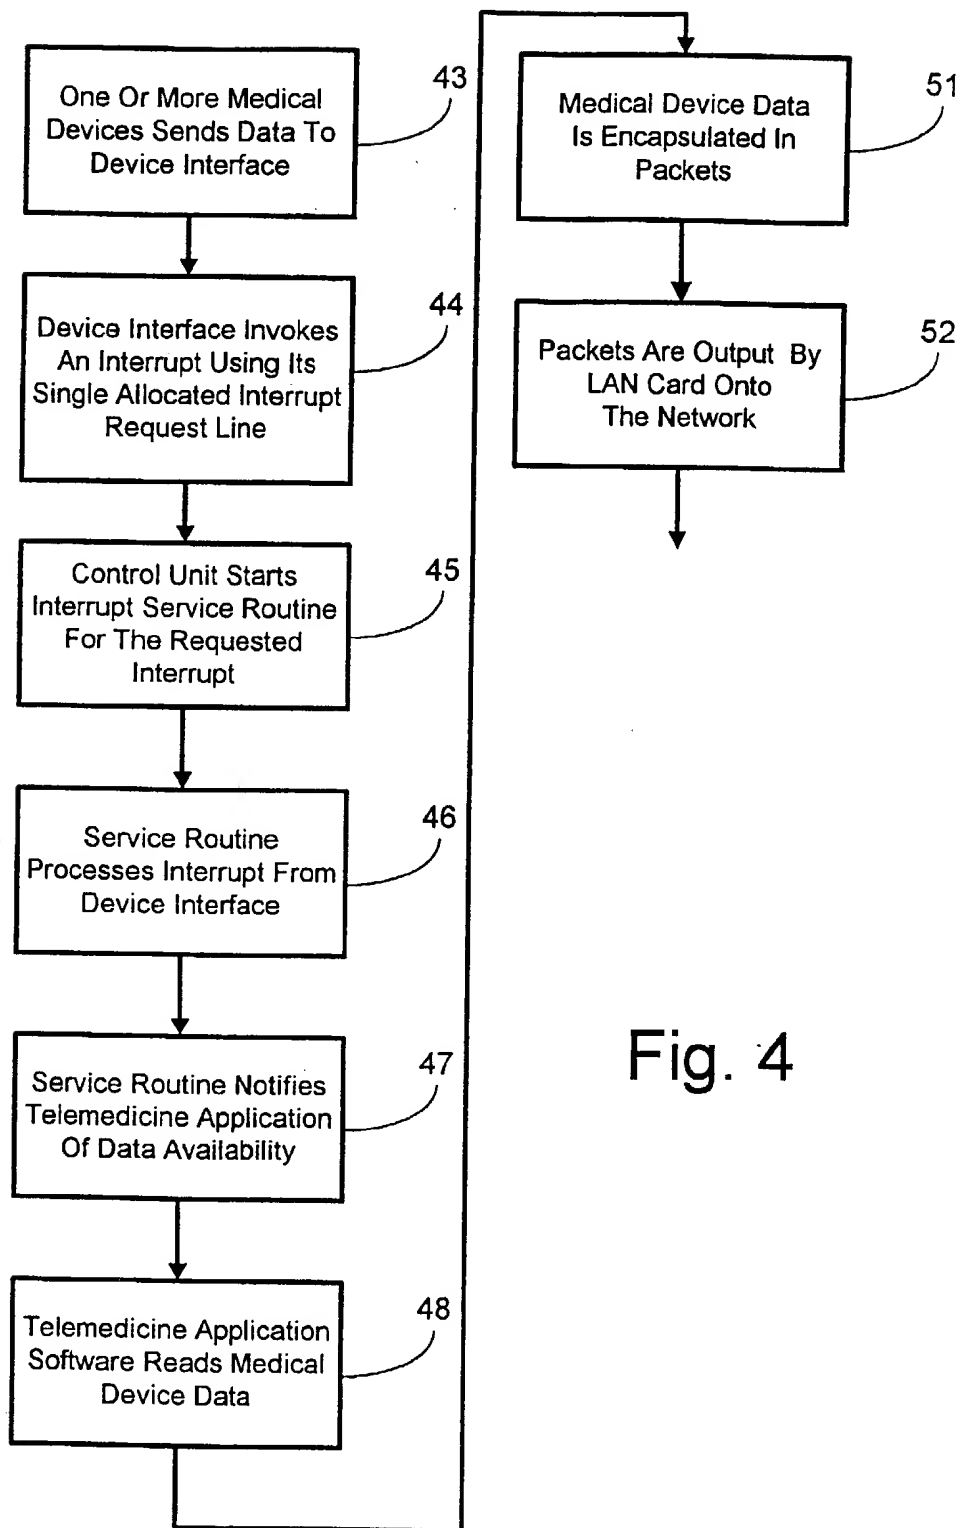 One Or More Medical
Devices Sends Data To
Device Interface
43
Device Interface Invokes
An Interrupt Using Its
Single Allocated Interrupt
Request Line
44
Control Unit Starts
Interrupt Service Routine
For The Requested
Interrupt
45
Service Routine
Processes Interrupt From
Device Interface
46
Service Routine Notifies
Telemedicine Application
Of Data Availability
47
Telemedicine Application
Software Reads Medical
Device Data
48
Medical Device Data
Is Encapsulated In
Packets
51
Packets Are Output By
LAN Card Onto
The Network
52
Fig. 4